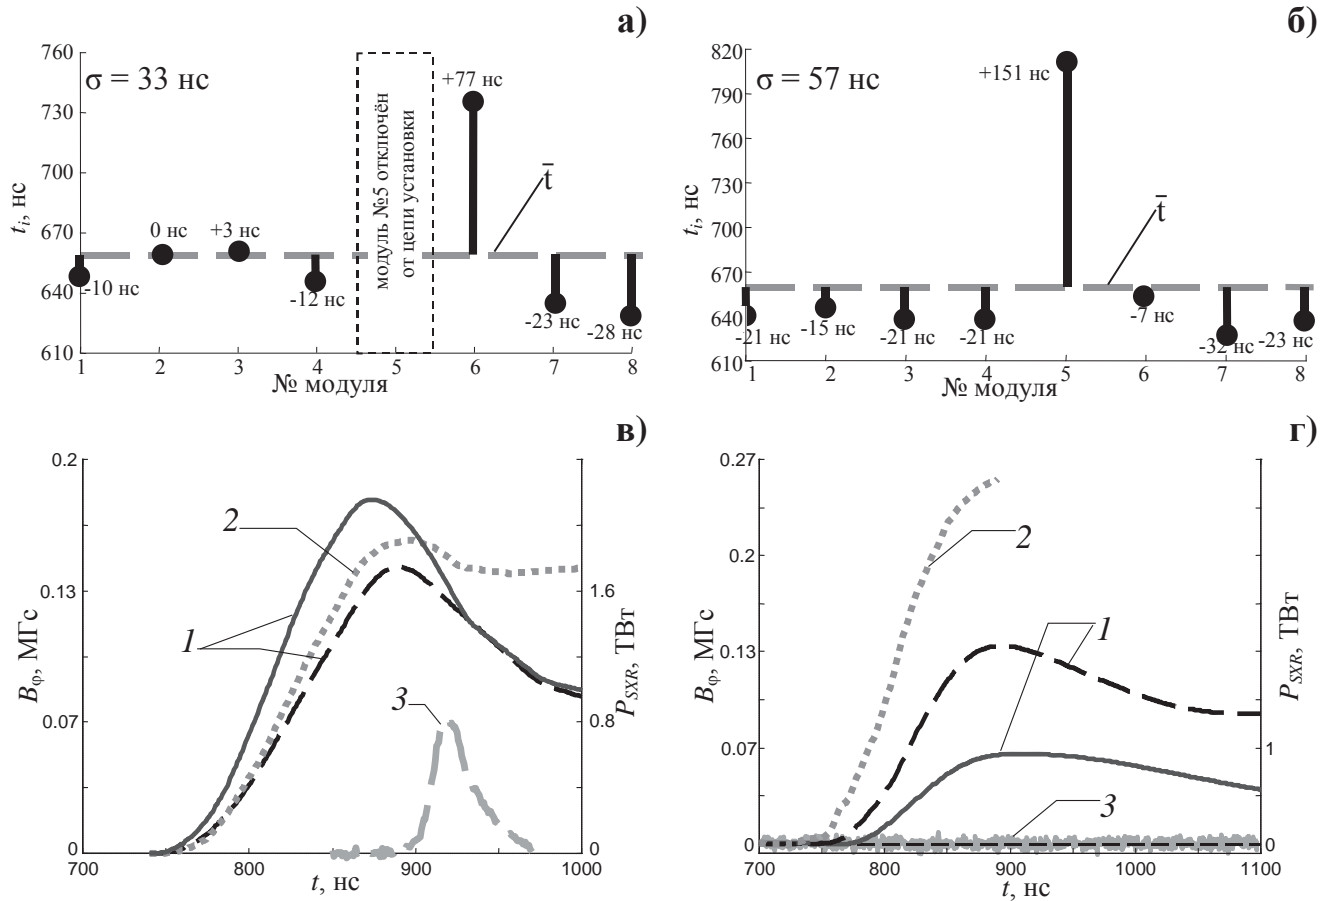 а)
760
730
700
670
640
610
t_i, нс
σ = 33 нс
-10 нс
0 нс
+3 нс
-12 нс
модуль №5 отключён
от цепи установки
+77 нс
t̄
-23 нс
-28 нс
1 2 3 4 5 6 7 8
№ модуля
б)
820
790
760
730
700
670
640
610
t_i, нс
σ = 57 нс
+151 нс
t̄
-21 нс
-15 нс
-21 нс
-21 нс
-7 нс
-32 нс
-23 нс
1 2 3 4 5 6 7 8
№ модуля
в)
0.2
0.13
0.07
0
B_φ, МГс
2
1
3
1.6
0.8
0
P_SXR, ТВт
700 800 900 1000
t, нс
г)
0.27
0.2
0.13
0.07
0
B_φ, МГс
2
1
3
1
0
P_SXR, ТВт
700 800 900 1000 1100
t, нс